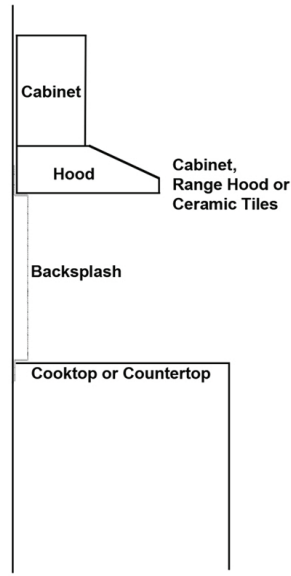 Cabinet
Hood
Cabinet,
Range Hood or
Ceramic Tiles
Backsplash
Cooktop or Countertop